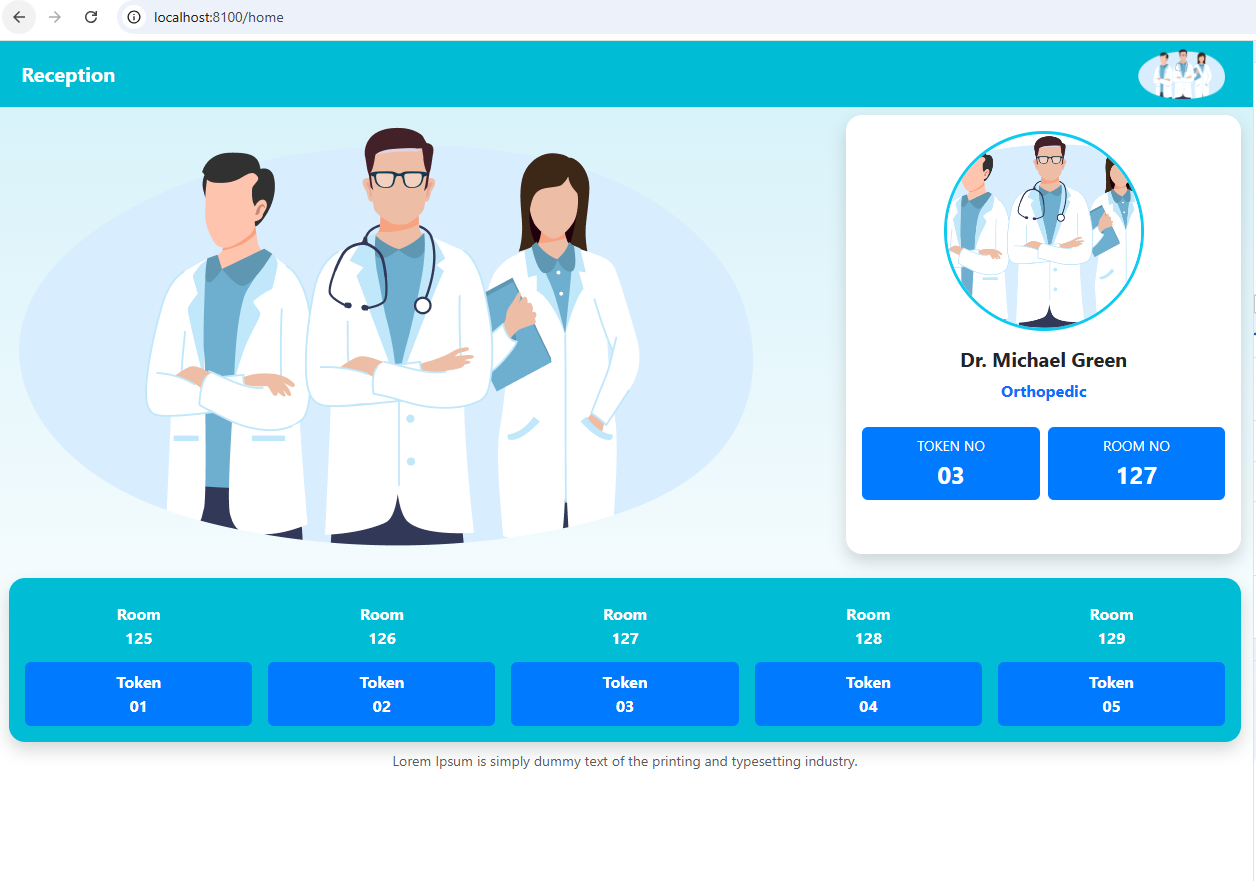 localhost:8100/home
Reception
Dr. Michael Green
Orthopedic
TOKEN NO
03
ROOM NO
127
Room
125
Room
126
Room
127
Room
128
Room
129
Token
01
Token
02
Token
03
Token
04
Token
05
Lorem Ipsum is simply dummy text of the printing and typesetting industry.